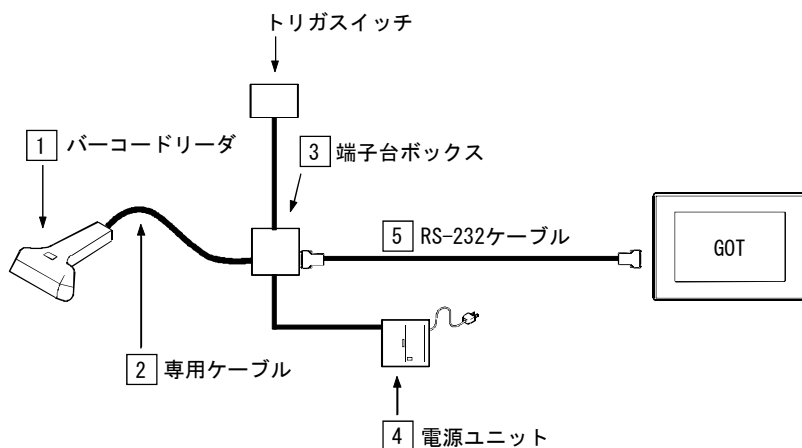 トリガスイッチ
1 バーコードリーダ
3 端子台ボックス
5 RS-232ケーブル
GOT
2 専用ケーブル
4 電源ユニット